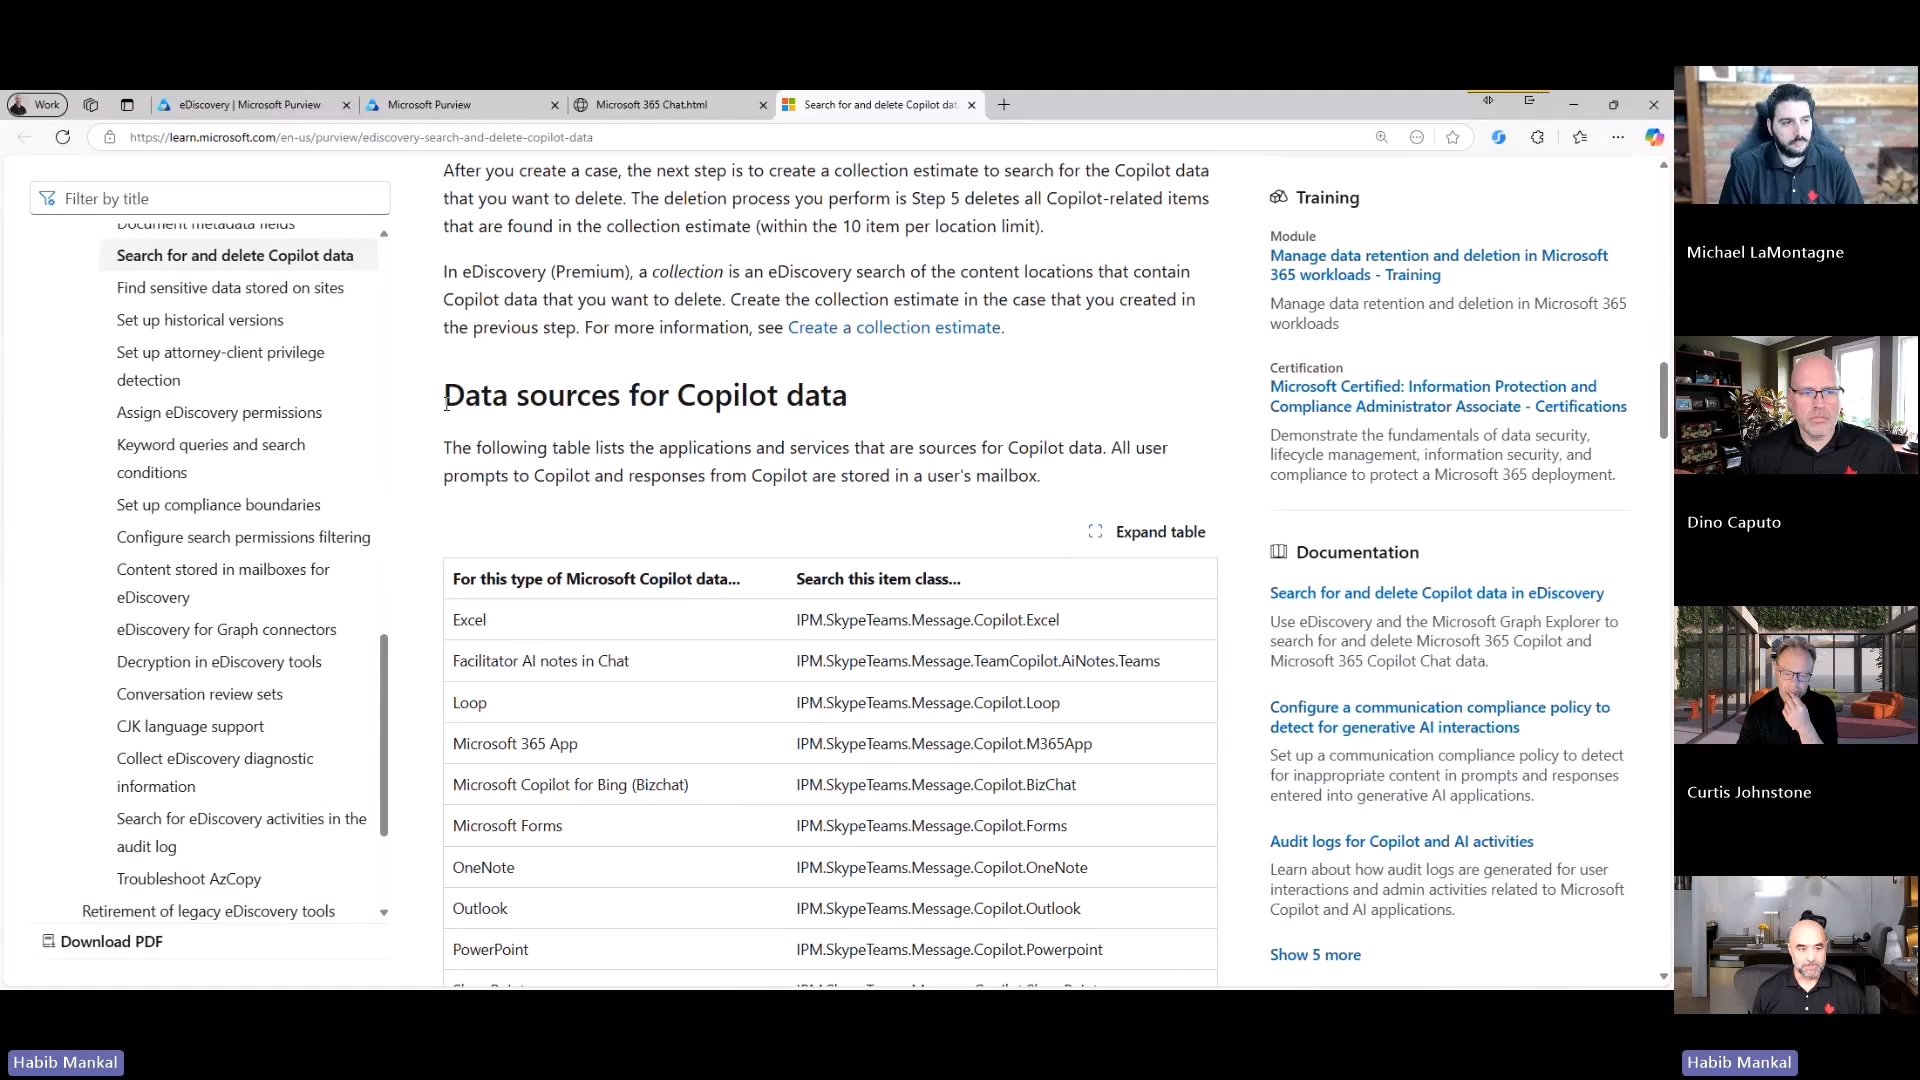 Work
eDiscovery | Microsoft Purview
Microsoft Purview
Microsoft 365 Chat.html
Search for and delete Copilot dat
https://learn.microsoft.com/en-us/purview/ediscovery-search-and-delete-copilot-data
Filter by title
Document metadata fields
Search for and delete Copilot data
Find sensitive data stored on sites
Set up historical versions
Set up attorney-client privilege
detection
Assign eDiscovery permissions
Keyword queries and search
conditions
Set up compliance boundaries
Configure search permissions filtering
Content stored in mailboxes for
eDiscovery
eDiscovery for Graph connectors
Decryption in eDiscovery tools
Conversation review sets
CJK language support
Collect eDiscovery diagnostic
information
Search for eDiscovery activities in the
audit log
Troubleshoot AzCopy
Retirement of legacy eDiscovery tools
Download PDF
After you create a case, the next step is to create a collection estimate to search for the Copilot data
that you want to delete. The deletion process you perform is Step 5 deletes all Copilot-related items
that are found in the collection estimate (within the 10 item per location limit).
In eDiscovery (Premium), a collection is an eDiscovery search of the content locations that contain
Copilot data that you want to delete. Create the collection estimate in the case that you created in
the previous step. For more information, see Create a collection estimate.
Data sources for Copilot data
The following table lists the applications and services that are sources for Copilot data. All user
prompts to Copilot and responses from Copilot are stored in a user's mailbox.
Expand table
For this type of Microsoft Copilot data... Search this item class...
Excel IPM.SkypeTeams.Message.Copilot.Excel
Facilitator AI notes in Chat IPM.SkypeTeams.Message.TeamCopilot.AiNotes.Teams
Loop IPM.SkypeTeams.Message.Copilot.Loop
Microsoft 365 App IPM.SkypeTeams.Message.Copilot.M365App
Microsoft Copilot for Bing (Bizchat) IPM.SkypeTeams.Message.Copilot.BizChat
Microsoft Forms IPM.SkypeTeams.Message.Copilot.Forms
OneNote IPM.SkypeTeams.Message.Copilot.OneNote
Outlook IPM.SkypeTeams.Message.Copilot.Outlook
PowerPoint IPM.SkypeTeams.Message.Copilot.Powerpoint
Training
Module
Manage data retention and deletion in Microsoft
365 workloads - Training
Manage data retention and deletion in Microsoft 365
workloads
Certification
Microsoft Certified: Information Protection and
Compliance Administrator Associate - Certifications
Demonstrate the fundamentals of data security,
lifecycle management, information security, and
compliance to protect a Microsoft 365 deployment.
Documentation
Search for and delete Copilot data in eDiscovery
Use eDiscovery and the Microsoft Graph Explorer to
search for and delete Microsoft 365 Copilot and
Microsoft 365 Copilot Chat data.
Configure a communication compliance policy to
detect for generative AI interactions
Set up a communication compliance policy to detect
for inappropriate content in prompts and responses
entered into generative AI applications.
Audit logs for Copilot and AI activities
Learn about how audit logs are generated for user
interactions and admin activities related to Microsoft
Copilot and AI applications.
Show 5 more
Michael LaMontagne
Dino Caputo
Curtis Johnstone
Habib Mankal
Habib Mankal